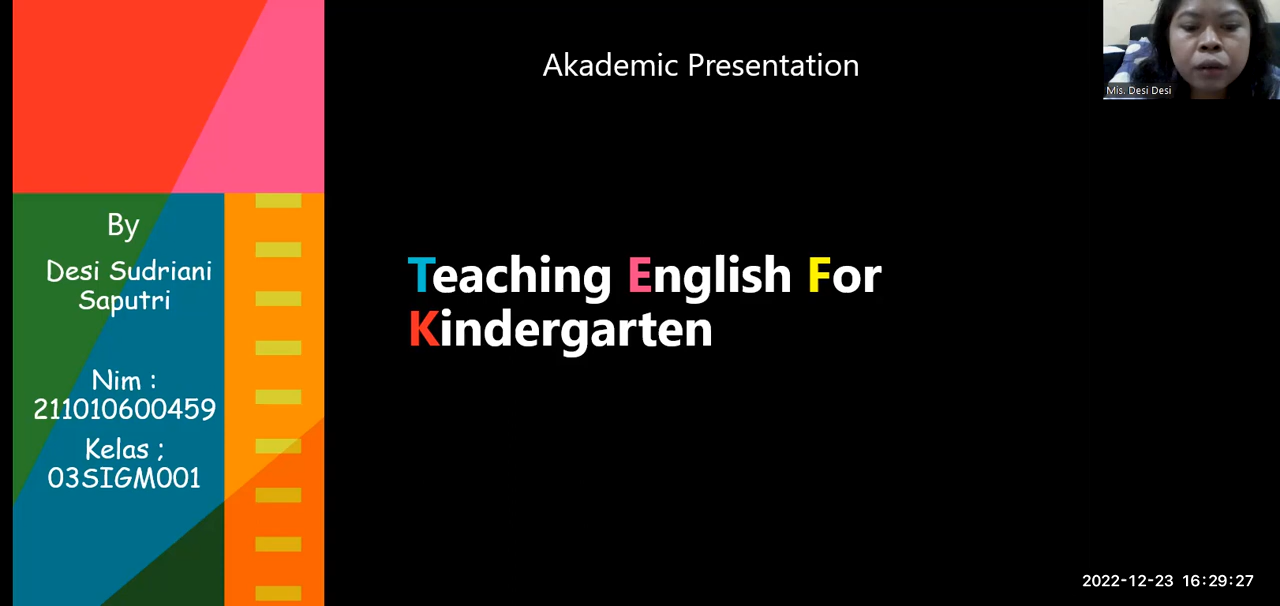 Akademic Presentation
Mis. Desi Desi
By
Desi Sudriani
Saputri
Nim :
211010600459
Kelas ;
03SIGM001
Teaching English For
Kindergarten
2022-12-23 16:29:27